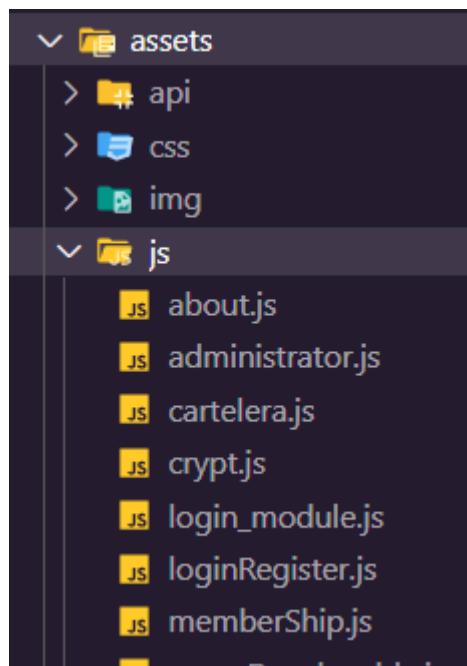 assets
api
css
img
js
about.js
administrator.js
cartelera.js
crypt.js
login_module.js
loginRegister.js
memberShip.js